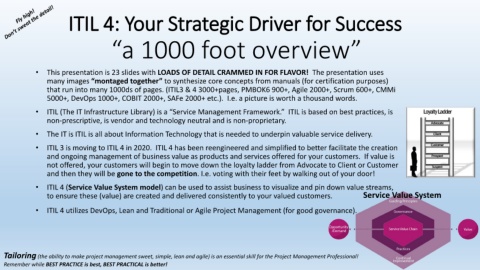 Fly high!
Don't sweat the detail!
ITIL 4: Your Strategic Driver for Success
“a 1000 foot overview”
• This presentation is 23 slides with LOADS OF DETAIL CRAMMED IN FOR FLAVOR! The presentation uses
many images “montaged together” to synthesize core concepts from manuals (for certification purposes)
that run into many 1000ds of pages. (ITIL3 & 4 3000+pages, PMBOK6 900+, Agile 2000+, Scrum 600+, CMMi
5000+, DevOps 1000+, COBIT 2000+, SAFe 2000+ etc.). I.e. a picture is worth a thousand words.
• ITIL (The IT Infrastructure Library) is a “Service Management Framework.” ITIL is based on best practices, is
non-prescriptive, is vendor and technology neutral and is non-proprietary.
• The IT is ITIL is all about Information Technology that is needed to underpin valuable service delivery.
• ITIL 3 is moving to ITIL 4 in 2020. ITIL 4 has been reengineered and simplified to better facilitate the creation
and ongoing management of business value as products and services offered for your customers. If value is
not offered, your customers will begin to move down the loyalty ladder from Advocate to Client or Customer
and then they will be gone to the competition. I.e. voting with their feet by walking out of your door!
• ITIL 4 (Service Value System model) can be used to assist business to visualize and pin down value streams,
to ensure these (value) are created and delivered consistently to your valued customers.
• ITIL 4 utilizes DevOps, Lean and Traditional or Agile Project Management (for good governance).
Loyalty Ladder
Advocate
Client
Customer
Prospect
Suspect
Service Value System
Governance
Opportunity
/Demand
Service Value Chain
Value
Practices
Continual
Improvement
Tailoring (the ability to make project management sweet, simple, lean and agile) is an essential skill for the Project Management Professional!
Remember while BEST PRACTICE is best, BEST PRACTICAL is better!